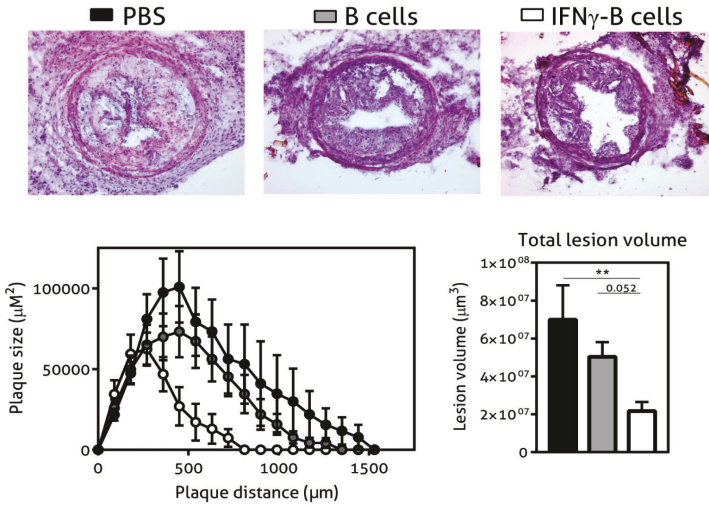 PBS
B cells
IFNγ-B cells
Plaque size (μM²)
100000
50000
0
0
500
1000
1500
Plaque distance (μm)
Total lesion volume
Lesion volume (μm³)
1×10⁰⁸
8×10⁰⁷
6×10⁰⁷
4×10⁰⁷
2×10⁰⁷
**
0.052